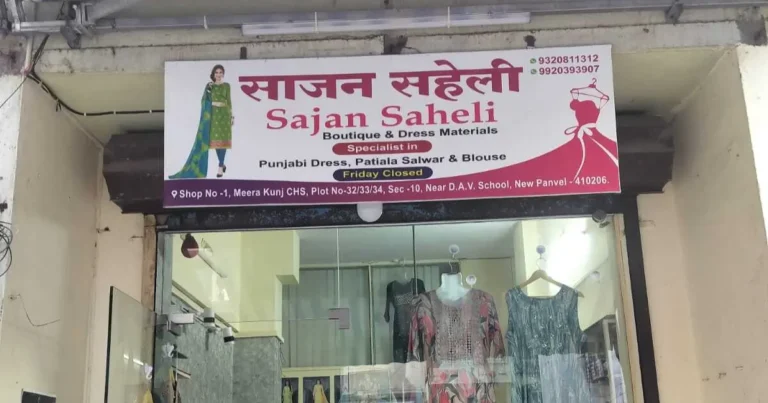 साजन सहेली
9320811312
9920393907
Sajan Saheli
Boutique & Dress Materials
Specialist in
Punjabi Dress, Patiala Salwar & Blouse
Friday Closed
Shop No -1, Meera Kunj CHS, Plot No-32/33/34, Sec -10, Near D.A.V. School, New Panvel - 410206.